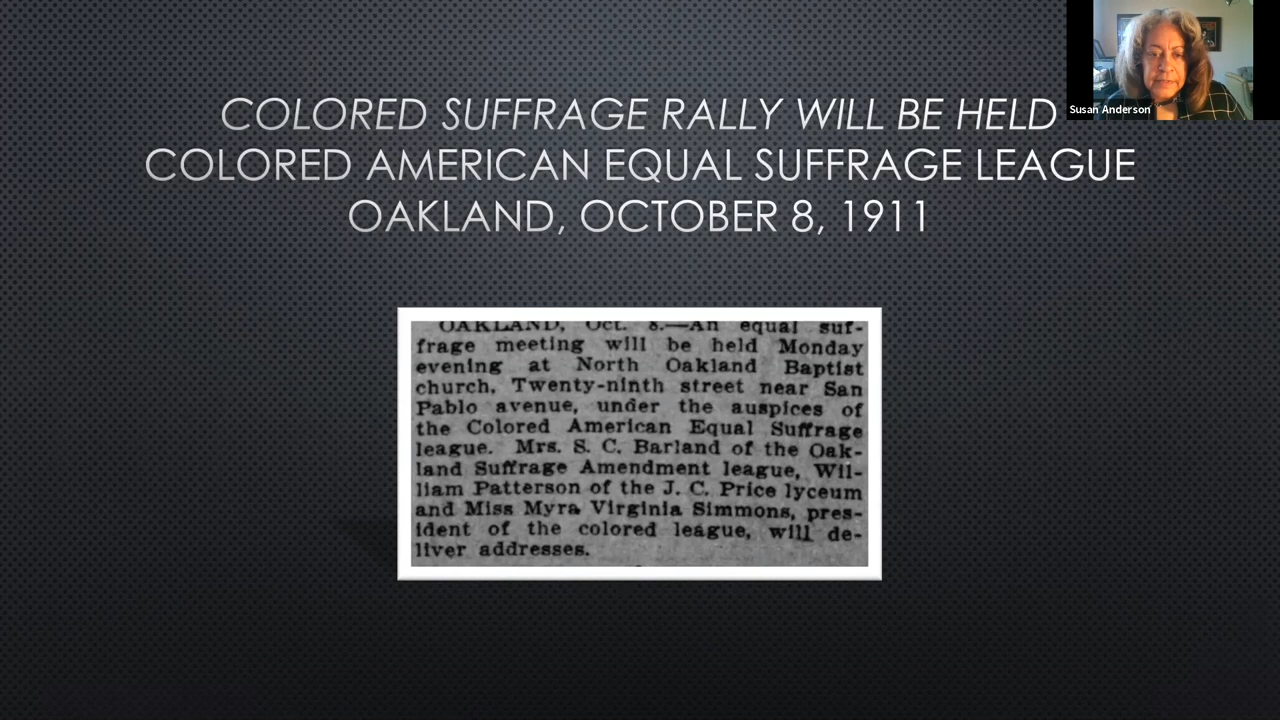 COLORED SUFFRAGE RALLY WILL BE HELD
COLORED AMERICAN EQUAL SUFFRAGE LEAGUE
OAKLAND, OCTOBER 8, 1911
Susan Anderson
OAKLAND, Oct. 8.—An equal suf-
frage meeting will be held Monday
evening at North Oakland Baptist
church, Twenty-ninth street near San
Pablo avenue, under the auspices of
the Colored American Equal Suffrage
league. Mrs. S. C. Barland of the Oak-
land Suffrage Amendment league, Wil-
liam Patterson of the J. C. Price lyceum
and Miss Myra Virginia Simmons, pres-
ident of the colored league, will de-
liver addresses.